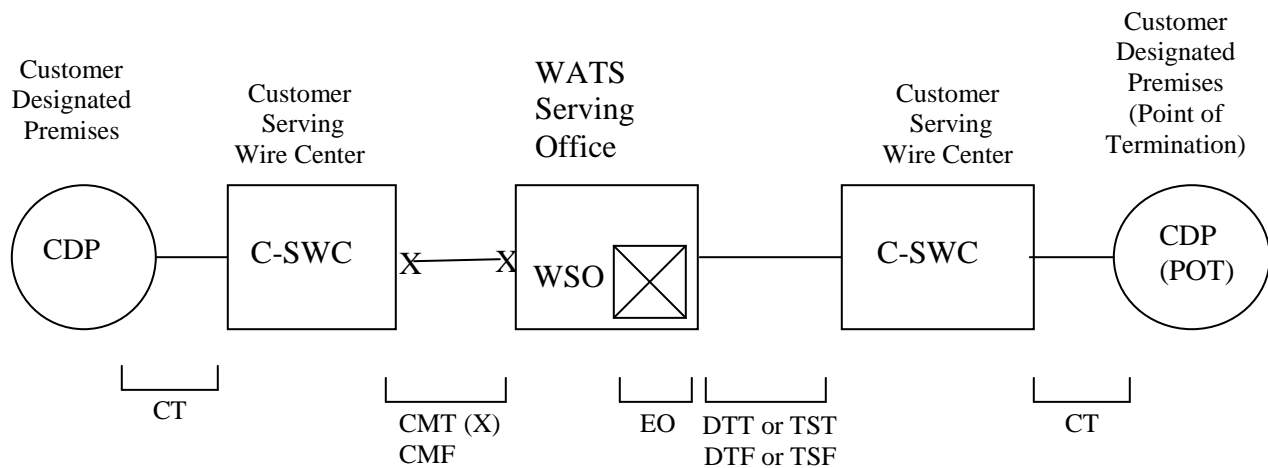 Customer
Designated
Premises
Customer
Serving
Wire Center
WATS
Serving
Office
Customer
Serving
Wire Center
Customer
Designated
Premises
(Point of
Termination)
CDP
C-SWC
X
X
WSO
C-SWC
CDP
(POT)
CT
CMT (X)
CMF
EO
DTT or TST
DTF or TSF
CT